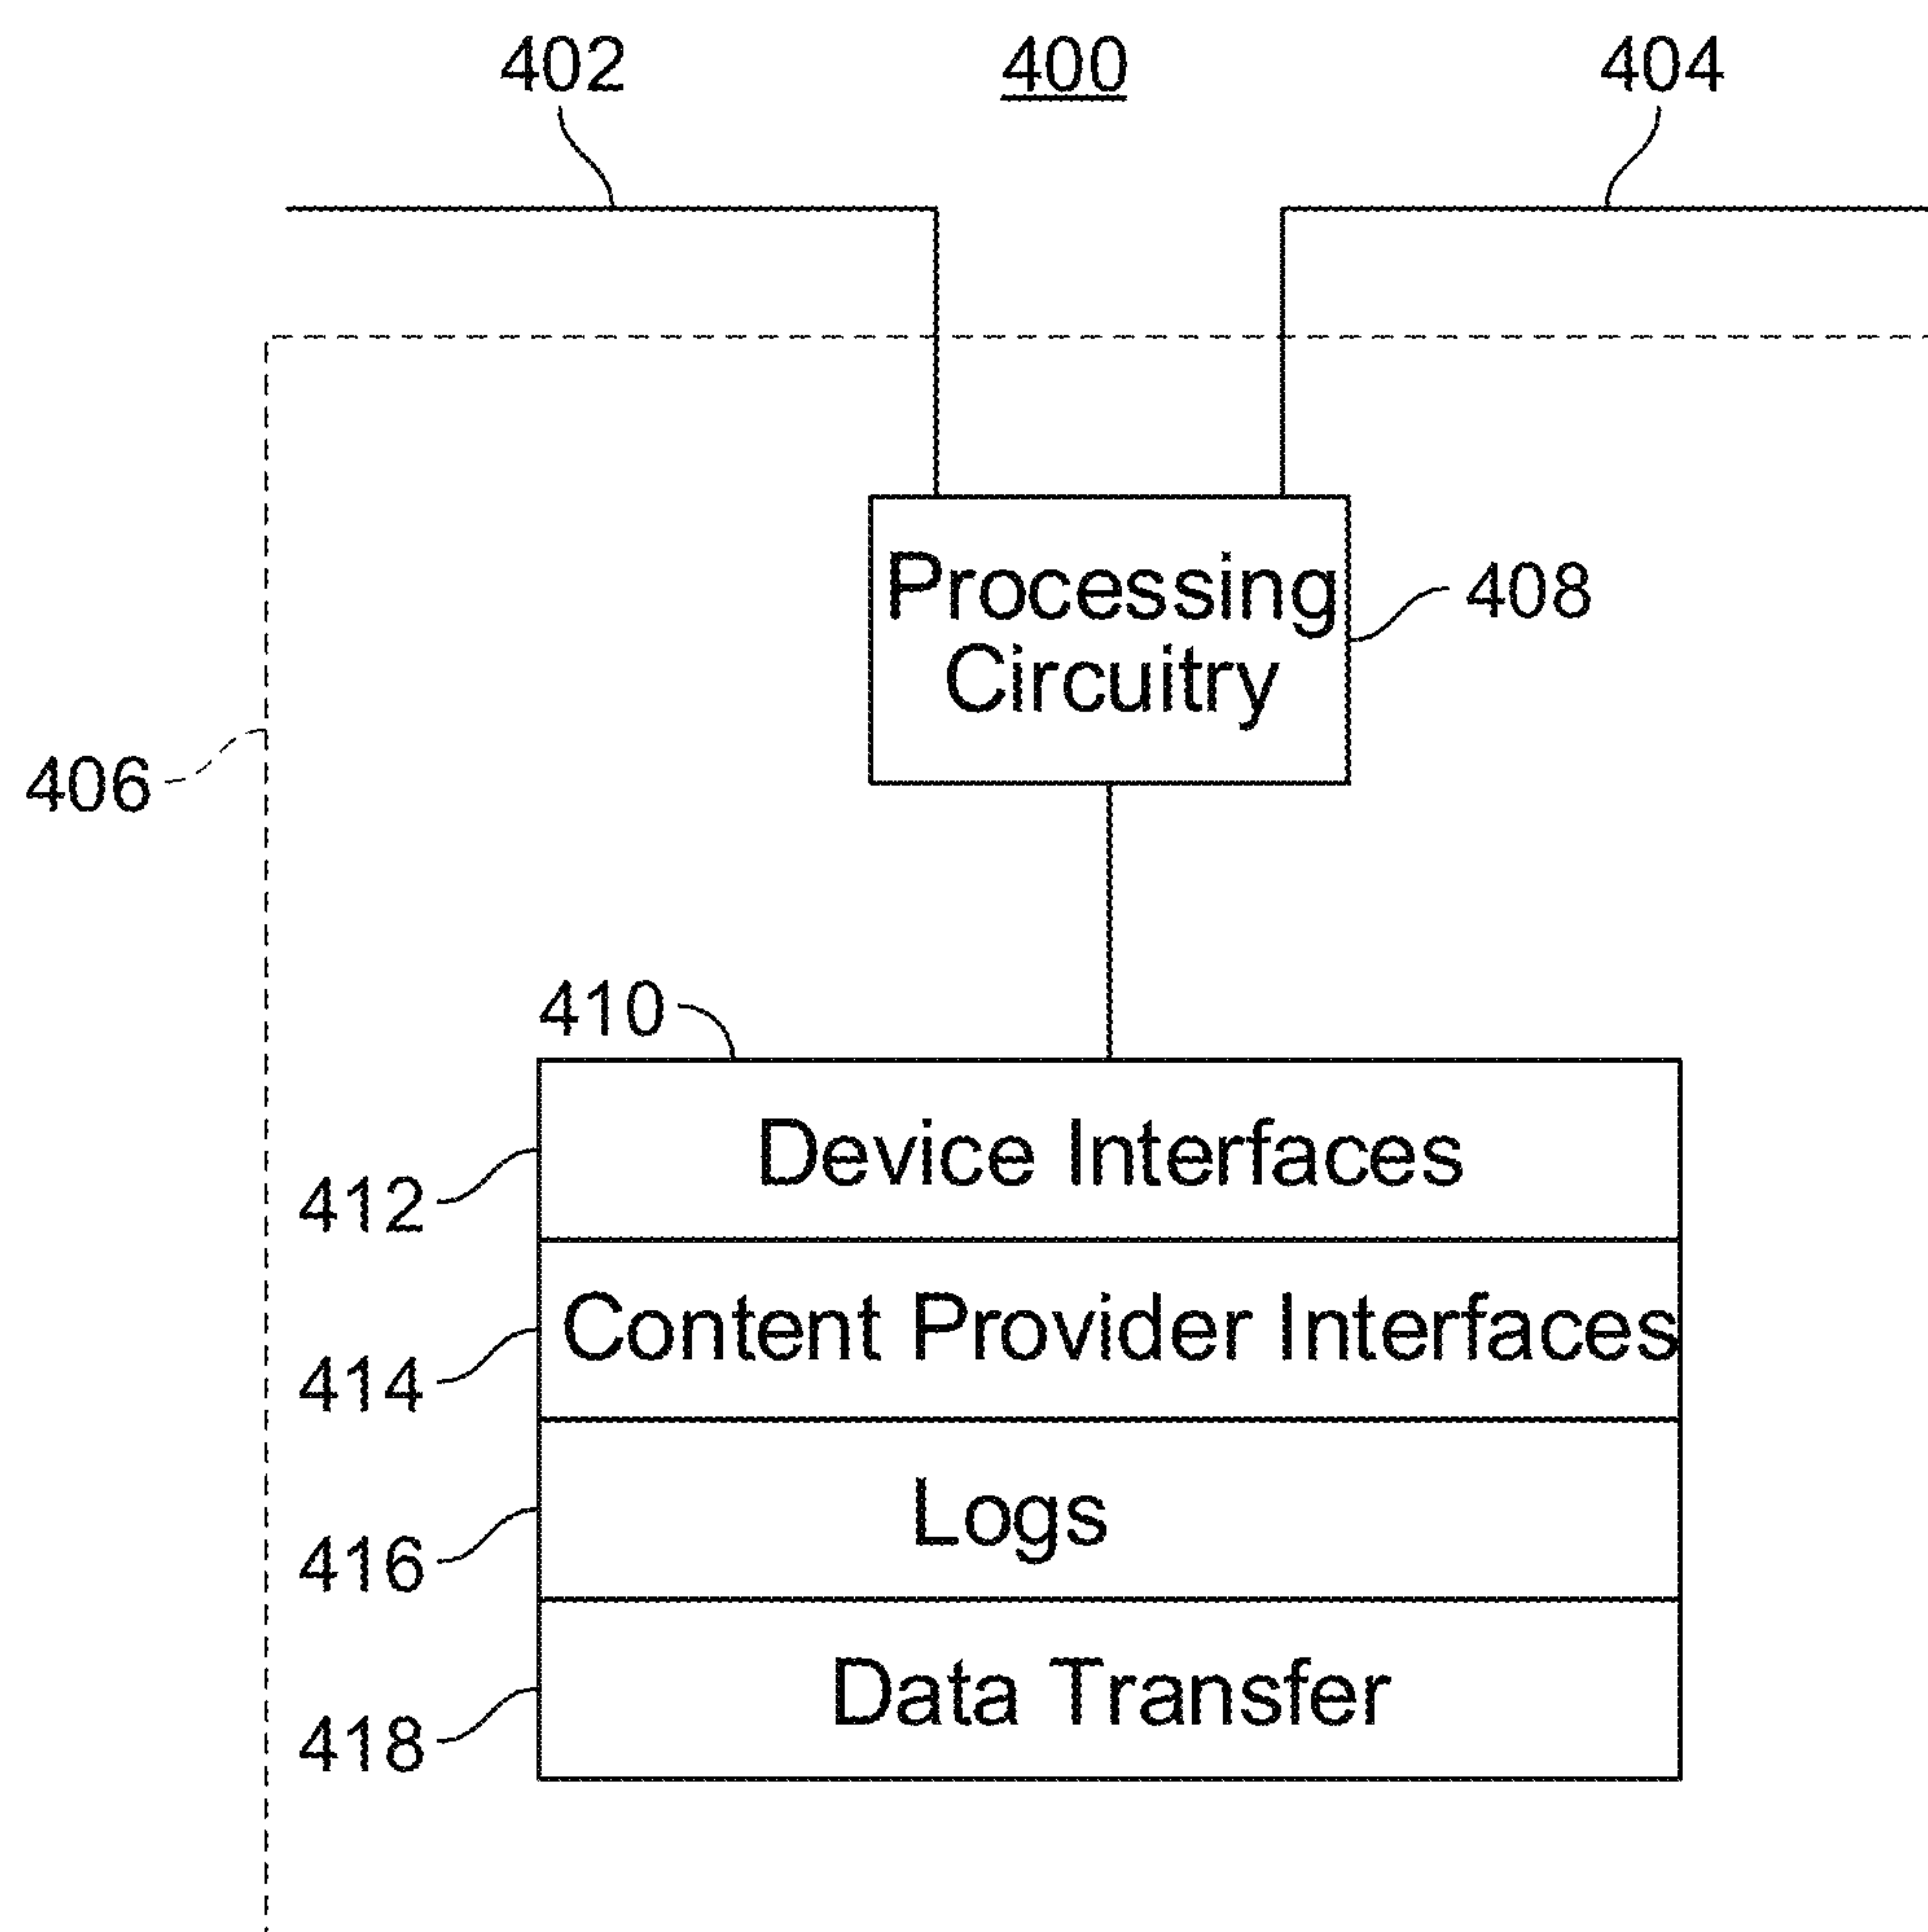 402
400
404
Processing
Circuitry
408
406
410
Device Interfaces
412
Content Provider Interfaces
414
Logs
416
Data Transfer
418